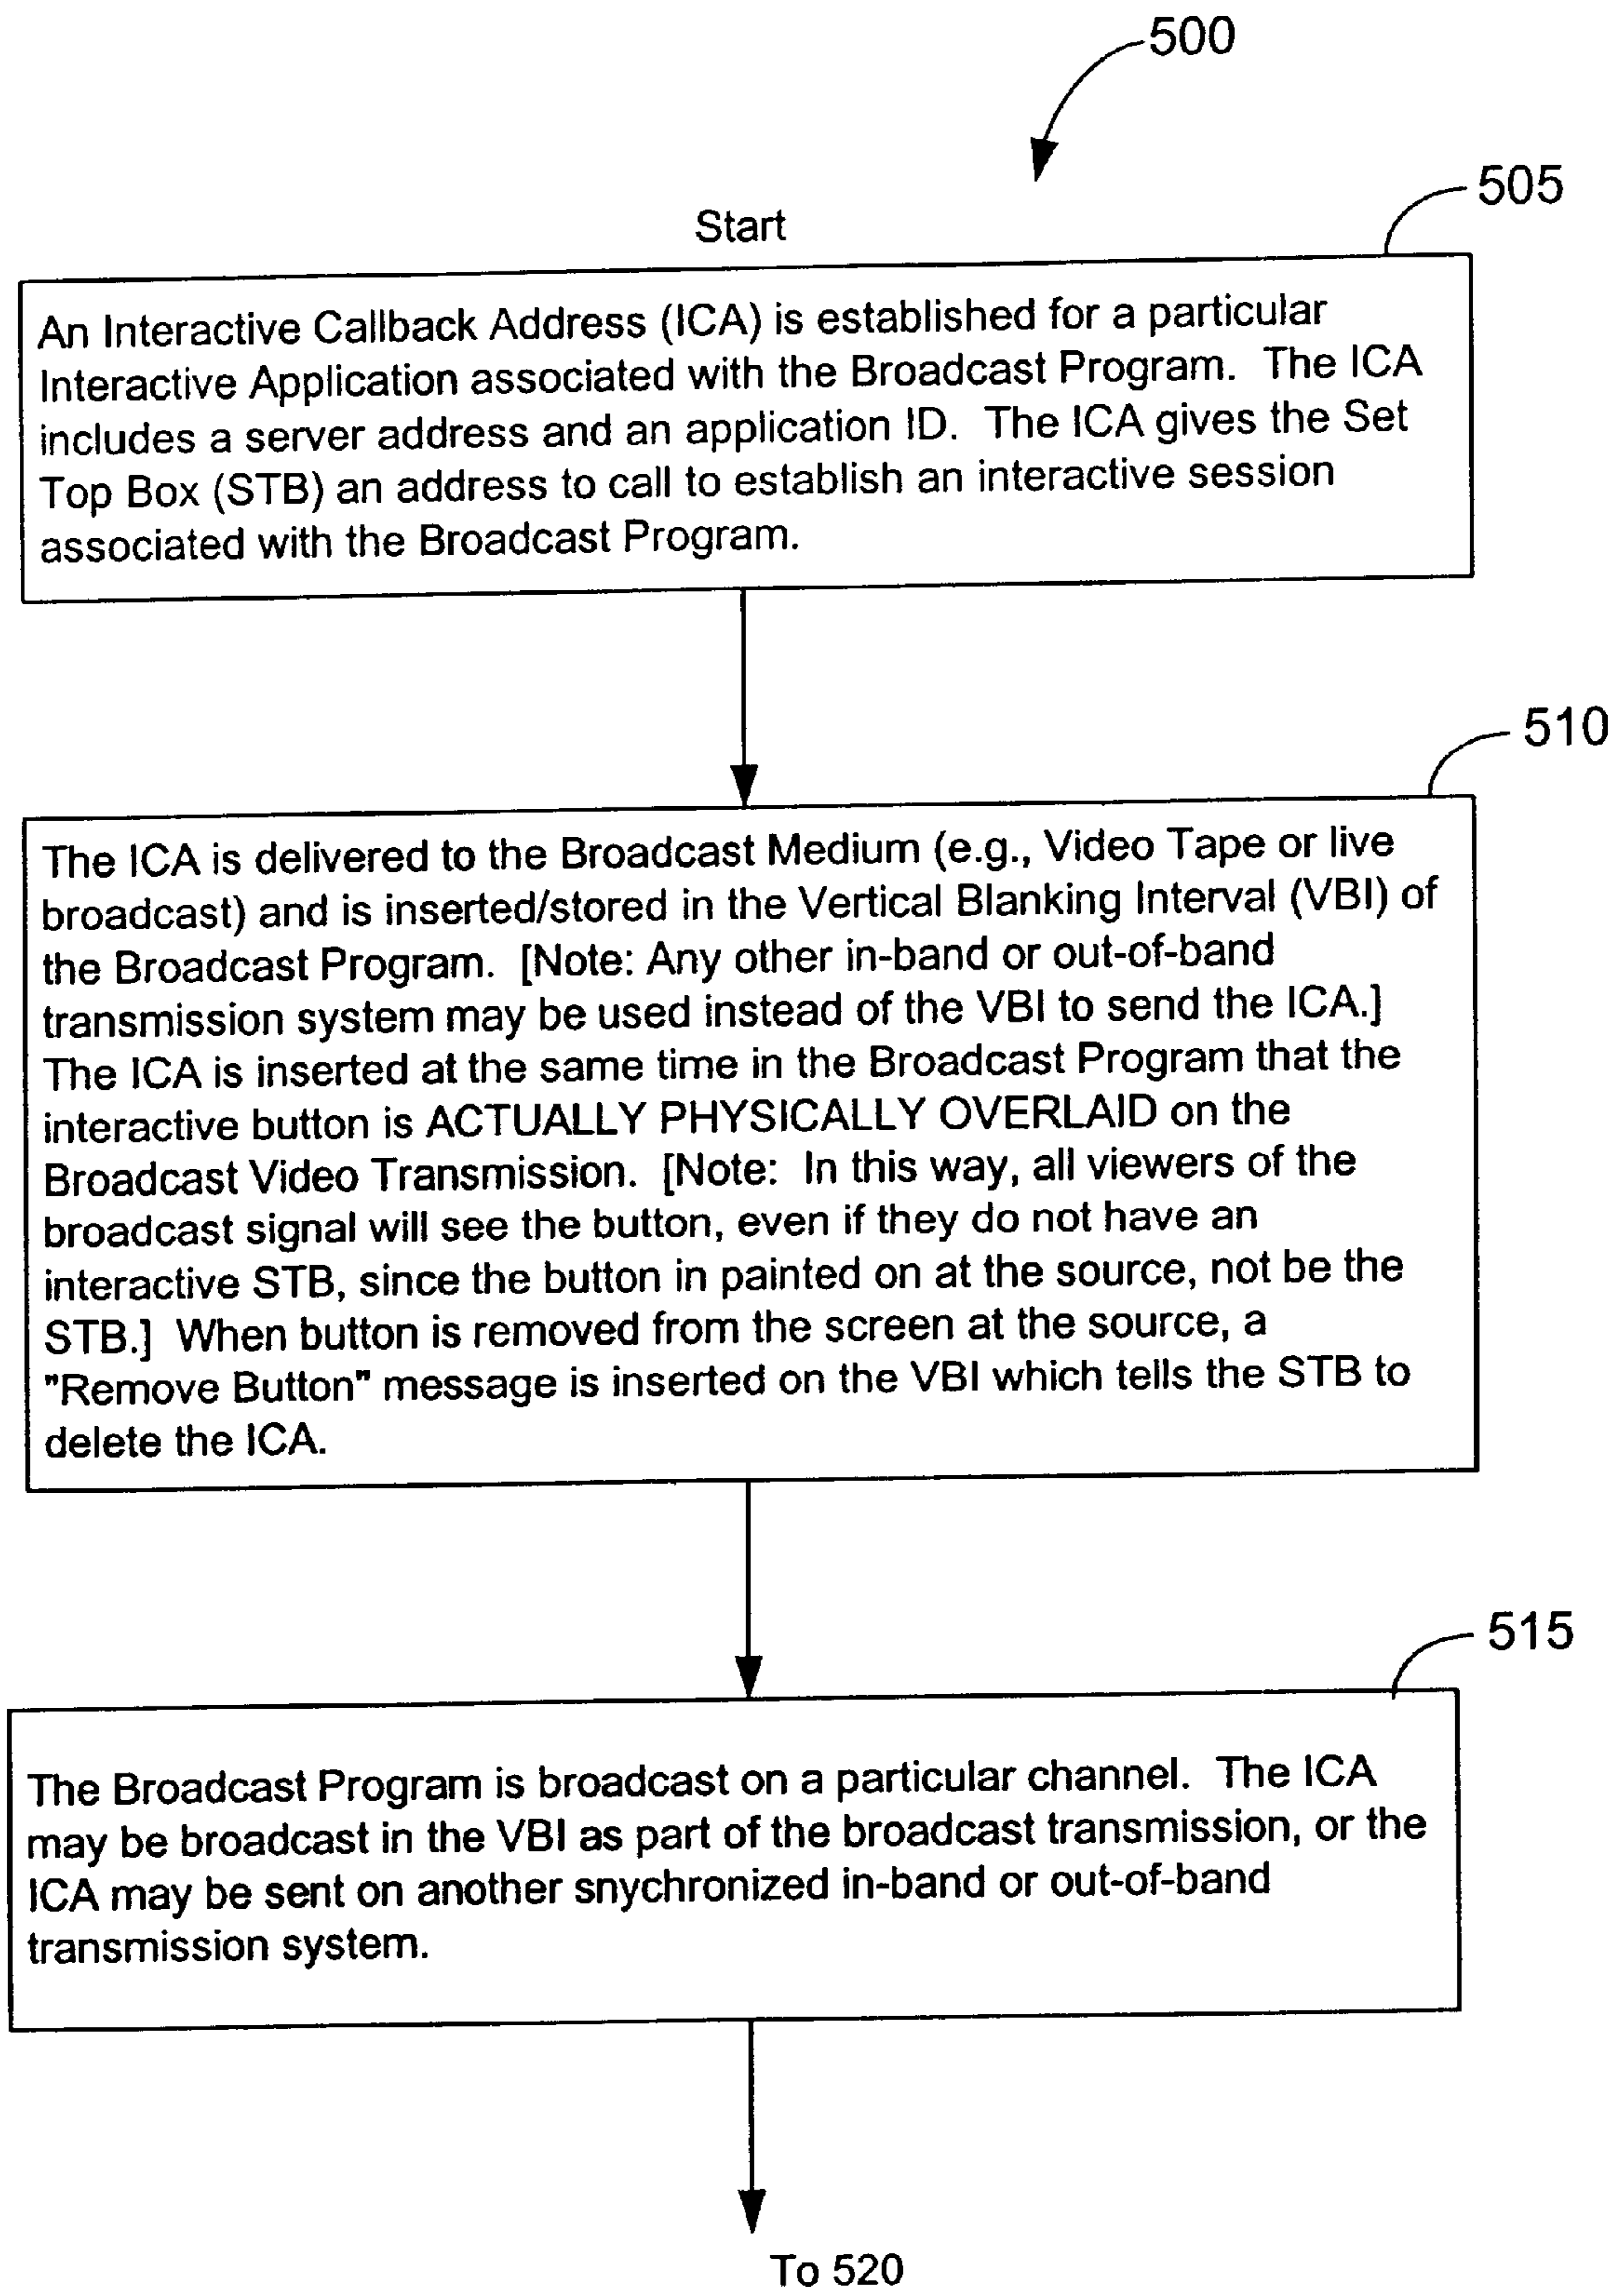 500
505
Start
An Interactive Callback Address (ICA) is established for a particular
Interactive Application associated with the Broadcast Program. The ICA
includes a server address and an application ID. The ICA gives the Set
Top Box (STB) an address to call to establish an interactive session
associated with the Broadcast Program.
510
The ICA is delivered to the Broadcast Medium (e.g., Video Tape or live
broadcast) and is inserted/stored in the Vertical Blanking Interval (VBI) of
the Broadcast Program. [Note: Any other in-band or out-of-band
transmission system may be used instead of the VBI to send the ICA.]
The ICA is inserted at the same time in the Broadcast Program that the
interactive button is ACTUALLY PHYSICALLY OVERLAID on the
Broadcast Video Transmission. [Note: In this way, all viewers of the
broadcast signal will see the button, even if they do not have an
interactive STB, since the button in painted on at the source, not be the
STB.] When button is removed from the screen at the source, a
"Remove Button" message is inserted on the VBI which tells the STB to
delete the ICA.
515
The Broadcast Program is broadcast on a particular channel. The ICA
may be broadcast in the VBI as part of the broadcast transmission, or the
ICA may be sent on another snychronized in-band or out-of-band
transmission system.
To 520